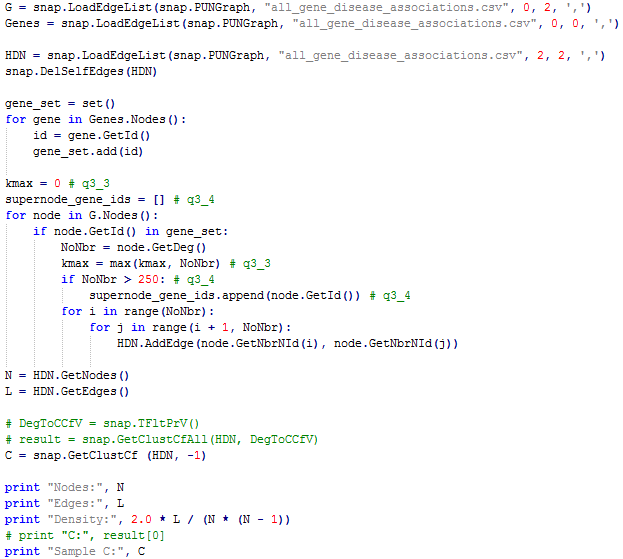 G = snap.LoadEdgeList(snap.PUNGraph, "all_gene_disease_associations.csv", 0, 2, ',')
Genes = snap.LoadEdgeList(snap.PUNGraph, "all_gene_disease_associations.csv", 0, 0, ',')
HDN = snap.LoadEdgeList(snap.PUNGraph, "all_gene_disease_associations.csv", 2, 2, ',')
snap.DelSelfEdges(HDN)
gene_set = set()
for gene in Genes.Nodes():
    id = gene.GetId()
    gene_set.add(id)
kmax = 0 # q3_3
supernode_gene_ids = [] # q3_4
for node in G.Nodes():
    if node.GetId() in gene_set:
        NoNbr = node.GetDeg()
        kmax = max(kmax, NoNbr) # q3_3
        if NoNbr > 250: # q3_4
            supernode_gene_ids.append(node.GetId()) # q3_4
        for i in range(NoNbr):
            for j in range(i + 1, NoNbr):
                HDN.AddEdge(node.GetNbrNId(i), node.GetNbrNId(j))
N = HDN.GetNodes()
L = HDN.GetEdges()
# DegToCCfV = snap.TFltPrV()
# result = snap.GetClustCfAll(HDN, DegToCCfV)
C = snap.GetClustCf (HDN, -1)
print "Nodes:", N
print "Edges:", L
print "Density:", 2.0 * L / (N * (N - 1))
# print "C:", result[0]
print "Sample C:", C